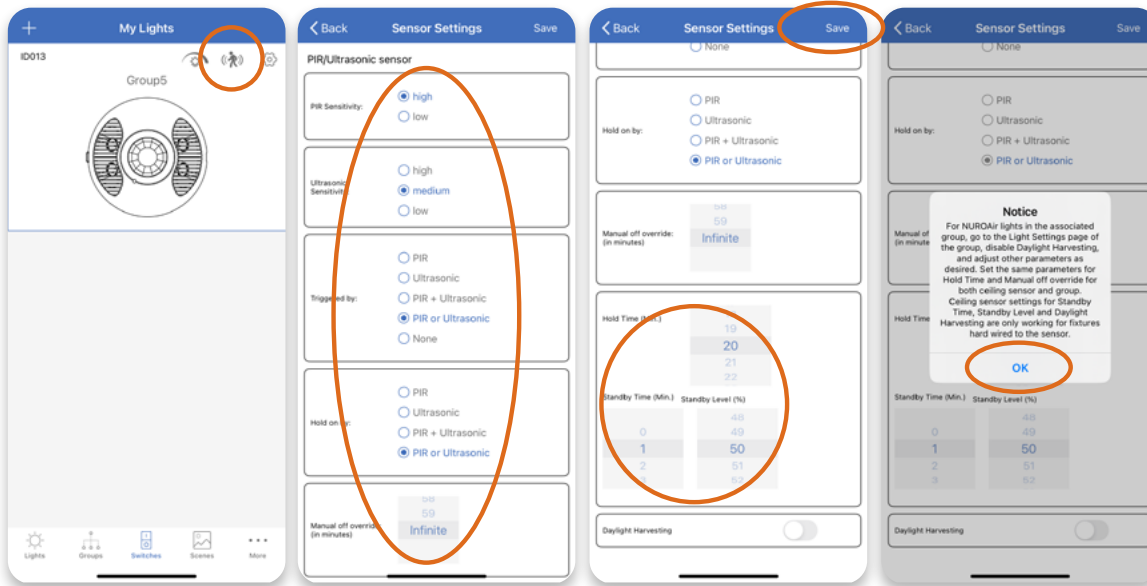 My Lights
ID013
Group5
Lights
Groups
Switches
Scenes
More
Back
Sensor Settings
Save
PIR/Ultrasonic sensor
PIR Sensitivity:
high
low
Ultrasonic
Sensitivity
high
medium
low
Triggered by:
PIR
Ultrasonic
PIR + Ultrasonic
PIR or Ultrasonic
None
Hold on by:
PIR
Ultrasonic
PIR + Ultrasonic
PIR or Ultrasonic
Manual off override
(in minutes)
58
59
Infinite
Back
Sensor Settings
Save
None
Hold on by:
PIR
Ultrasonic
PIR + Ultrasonic
PIR or Ultrasonic
Manual off override:
(in minutes)
58
59
Infinite
Hold Time (Min.)
19
20
21
22
Standby Time (Min.)
Standby Level (%)
0
1
2
3
48
49
50
51
52
Daylight Harvesting
Back
Sensor Settings
Save
None
Hold on by:
PIR
Ultrasonic
PIR + Ultrasonic
PIR or Ultrasonic
Manual of
(in minute
Notice
For NUROAir lights in the associated
group, go to the Light Settings page of
the group, disable Daylight Harvesting,
and adjust other parameters as
desired. Set the same parameters for
Hold Time and Manual off override for
both ceiling sensor and group.
Ceiling sensor settings for Standby
Time, Standby Level and Daylight
Harvesting are only working for fixtures
hard wired to the sensor.
OK
Hold Time
Standby Time (Min.)
Standby Level (%)
0
1
2
3
48
49
50
51
52
Daylight Harvesting